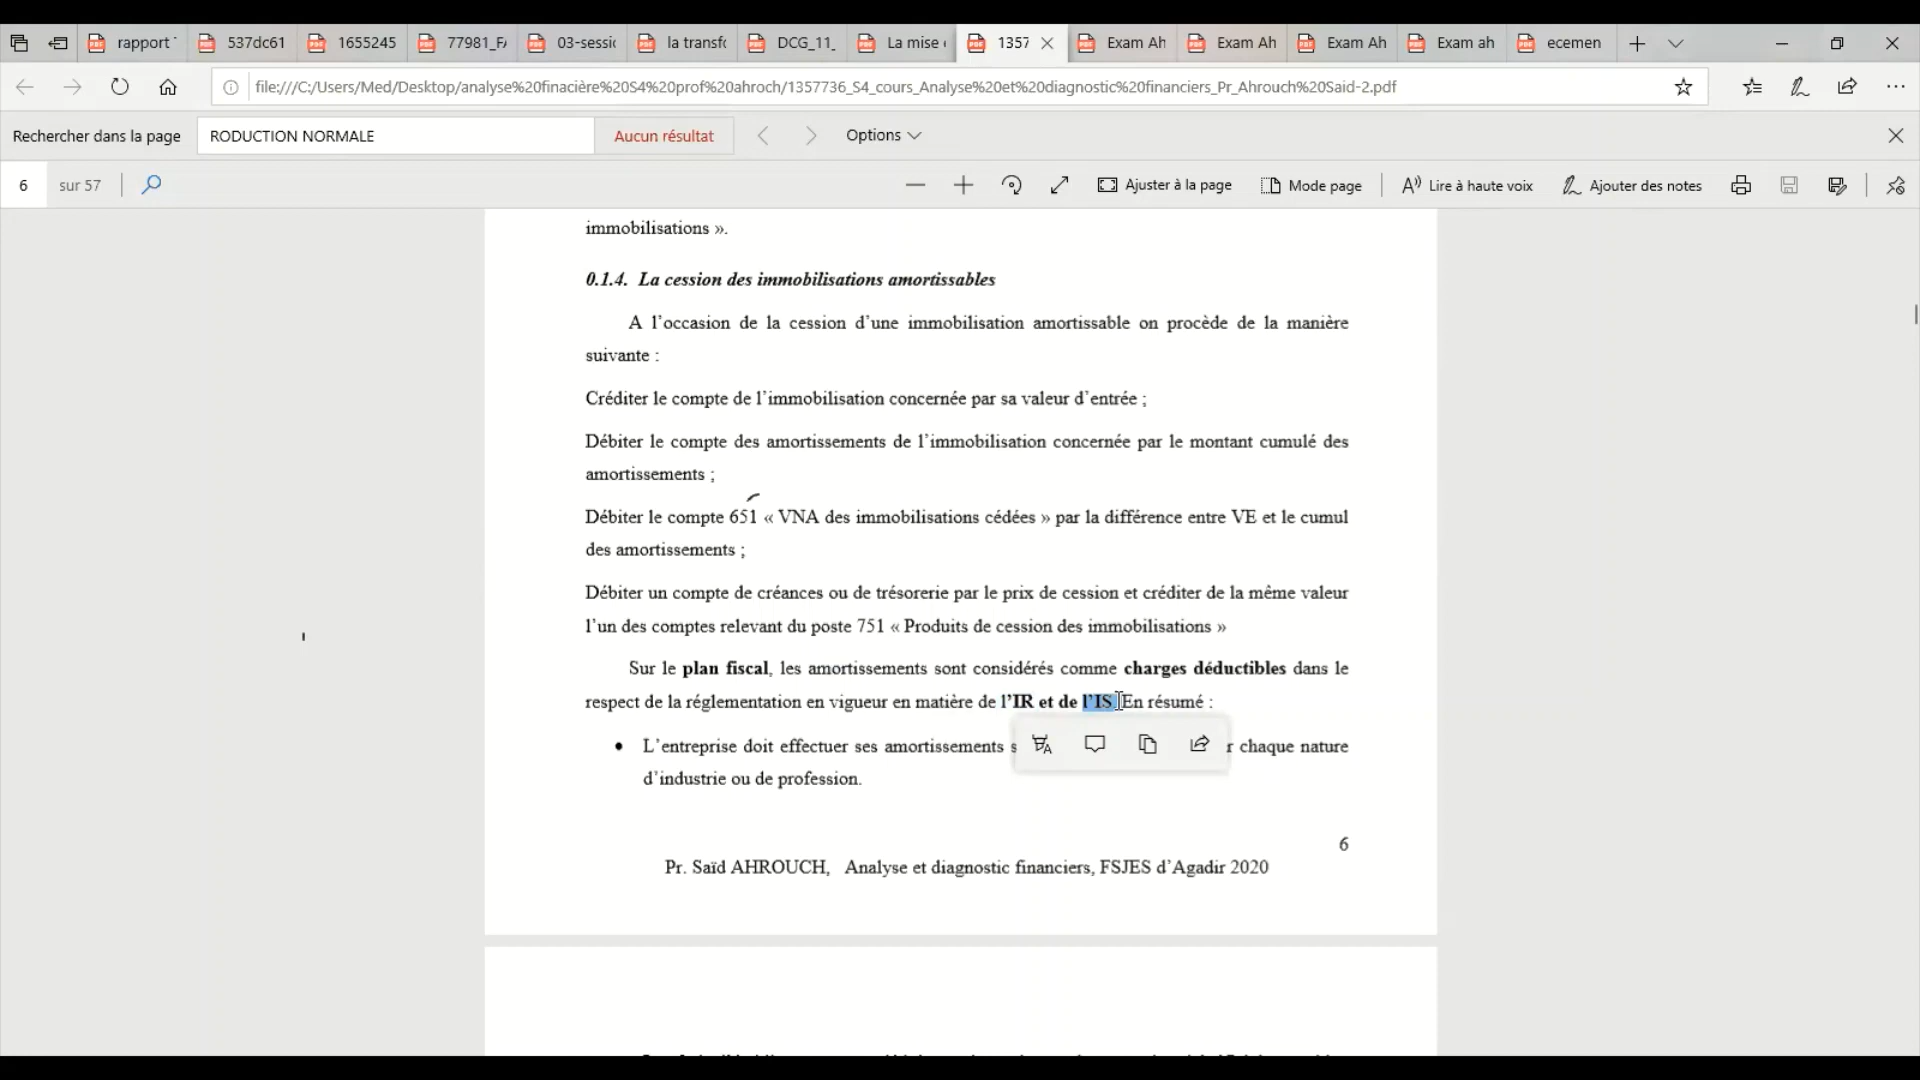 rapport
537dc61
1655245
77981_F
03-sessi
la transf
DCG_11_
La mise
1357
Exam Ah
Exam Ah
Exam Ah
Exam ah
ecemen
file:///C:/Users/Med/Desktop/analyse%20finacière%20S4%20prof%20ahroch/1357736_S4_cours_Analyse%20et%20diagnostic%20financiers_Pr_Ahrouch%20Said-2.pdf
Rechercher dans la page RODUCTION NORMALE Aucun résultat Options
6 sur 57 Ajuster à la page Mode page Lire à haute voix Ajouter des notes
immobilisations ».
0.1.4. La cession des immobilisations amortissables
A l’occasion de la cession d’une immobilisation amortissable on procède de la manière
suivante :
Créditer le compte de l’immobilisation concernée par sa valeur d’entrée ;
Débiter le compte des amortissements de l’immobilisation concernée par le montant cumulé des
amortissements ;
Débiter le compte 651 « VNA des immobilisations cédées » par la différence entre VE et le cumul
des amortissements ;
Débiter un compte de créances ou de trésorerie par le prix de cession et créditer de la même valeur
l’un des comptes relevant du poste 751 « Produits de cession des immobilisations »
Sur le plan fiscal, les amortissements sont considérés comme charges déductibles dans le
respect de la réglementation en vigueur en matière de l’IR et de l’IS En résumé :
L’entreprise doit effectuer ses amortissements s r chaque nature
d’industrie ou de profession.
6
Pr. Saïd AHROUCH, Analyse et diagnostic financiers, FSJES d’Agadir 2020